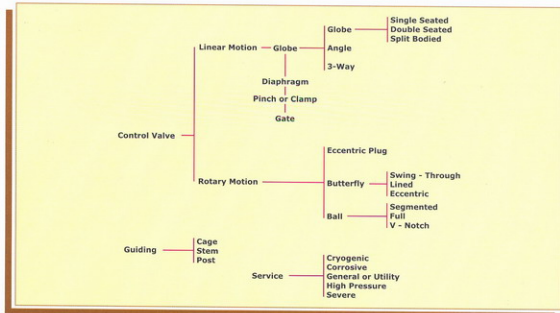 Control Valve
Linear Motion
Globe
Globe
Single Seated
Double Seated
Split Bodied
Angle
3-Way
Diaphragm
Pinch or Clamp
Gate
Rotary Motion
Eccentric Plug
Butterfly
Swing - Through
Lined
Eccentric
Ball
Segmented
Full
V - Notch
Guiding
Cage
Stem
Post
Service
Cryogenic
Corrosive
General or Utility
High Pressure
Severe